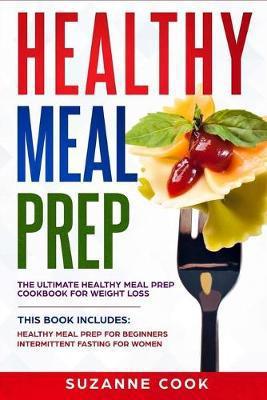 HEALTHY
MEAL
PREP
THE ULTIMATE HEALTHY MEAL PREP
COOKBOOK FOR WEIGHT LOSS
THIS BOOK INCLUDES:
HEALTHY MEAL PREP FOR BEGINNERS
INTERMITTENT FASTING FOR WOMEN
SUZANNE COOK